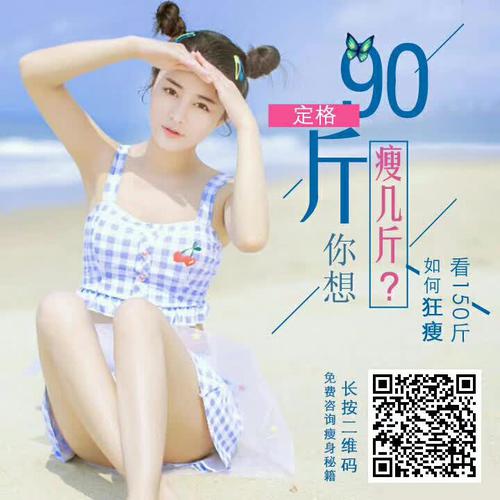 90
定格
斤
你想
瘦几斤？
看150斤
如何狂瘦
长按二维码
免费咨询瘦身秘籍